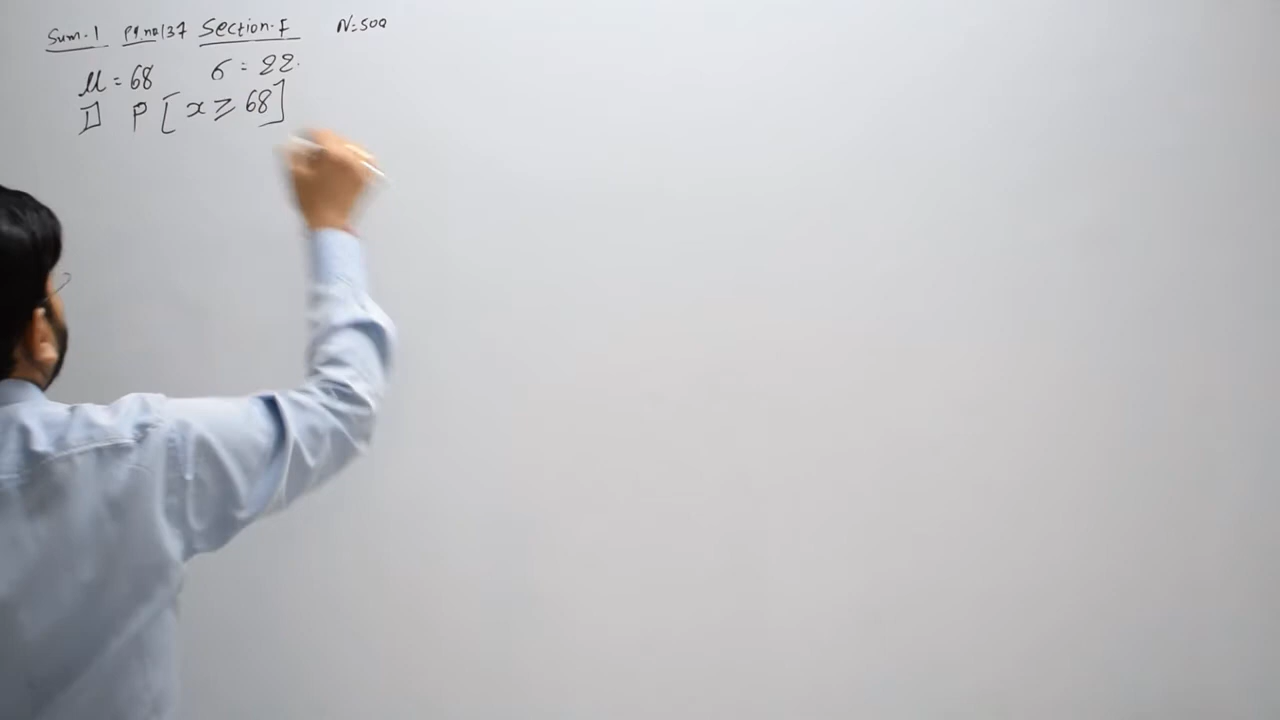 Sum-1 Pg.no 137 Section-F N=500
μ = 68 σ = 22.
I] P [x ≥ 68]